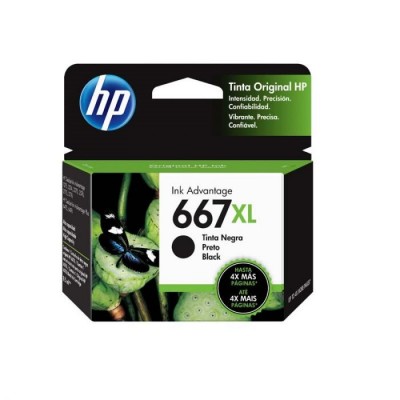 hp
Tinta Original HP
Intensidad. Precisión.
Confiabilidad.
Vibrante. Precisa.
Confiável.
Ink Advantage
667XL
Tinta Negra
Preto
Black
HASTA
4X MÁS
PÁGINAS*
ATÉ
4X MAIS
PÁGINAS*